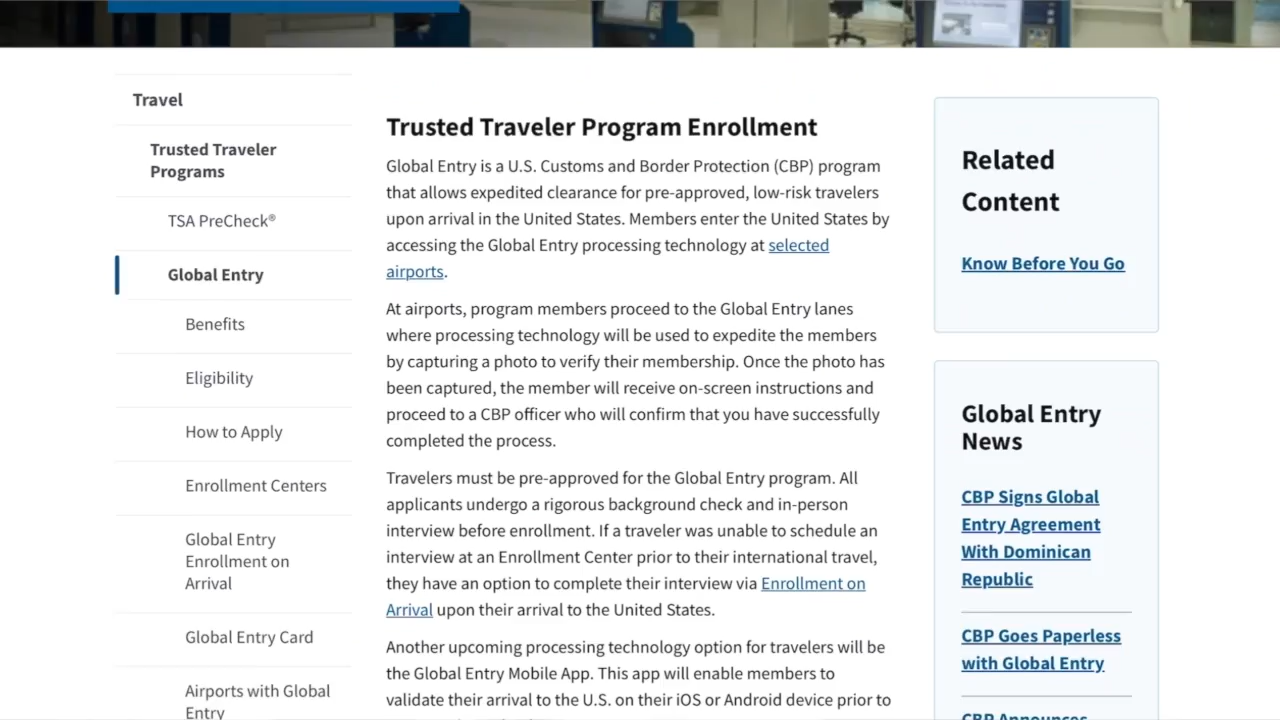 Travel
Trusted Traveler
Programs
TSA PreCheck®
Global Entry
Benefits
Eligibility
How to Apply
Enrollment Centers
Global Entry
Enrollment on
Arrival
Global Entry Card
Airports with Global
Entry
Trusted Traveler Program Enrollment
Global Entry is a U.S. Customs and Border Protection (CBP) program
that allows expedited clearance for pre-approved, low-risk travelers
upon arrival in the United States. Members enter the United States by
accessing the Global Entry processing technology at selected
airports.
At airports, program members proceed to the Global Entry lanes
where processing technology will be used to expedite the members
by capturing a photo to verify their membership. Once the photo has
been captured, the member will receive on-screen instructions and
proceed to a CBP officer who will confirm that you have successfully
completed the process.
Travelers must be pre-approved for the Global Entry program. All
applicants undergo a rigorous background check and in-person
interview before enrollment. If a traveler was unable to schedule an
interview at an Enrollment Center prior to their international travel,
they have an option to complete their interview via Enrollment on
Arrival upon their arrival to the United States.
Another upcoming processing technology option for travelers will be
the Global Entry Mobile App. This app will enable members to
validate their arrival to the U.S. on their iOS or Android device prior to
Related
Content
Know Before You Go
Global Entry
News
CBP Signs Global
Entry Agreement
With Dominican
Republic
CBP Goes Paperless
with Global Entry
CBP Announces